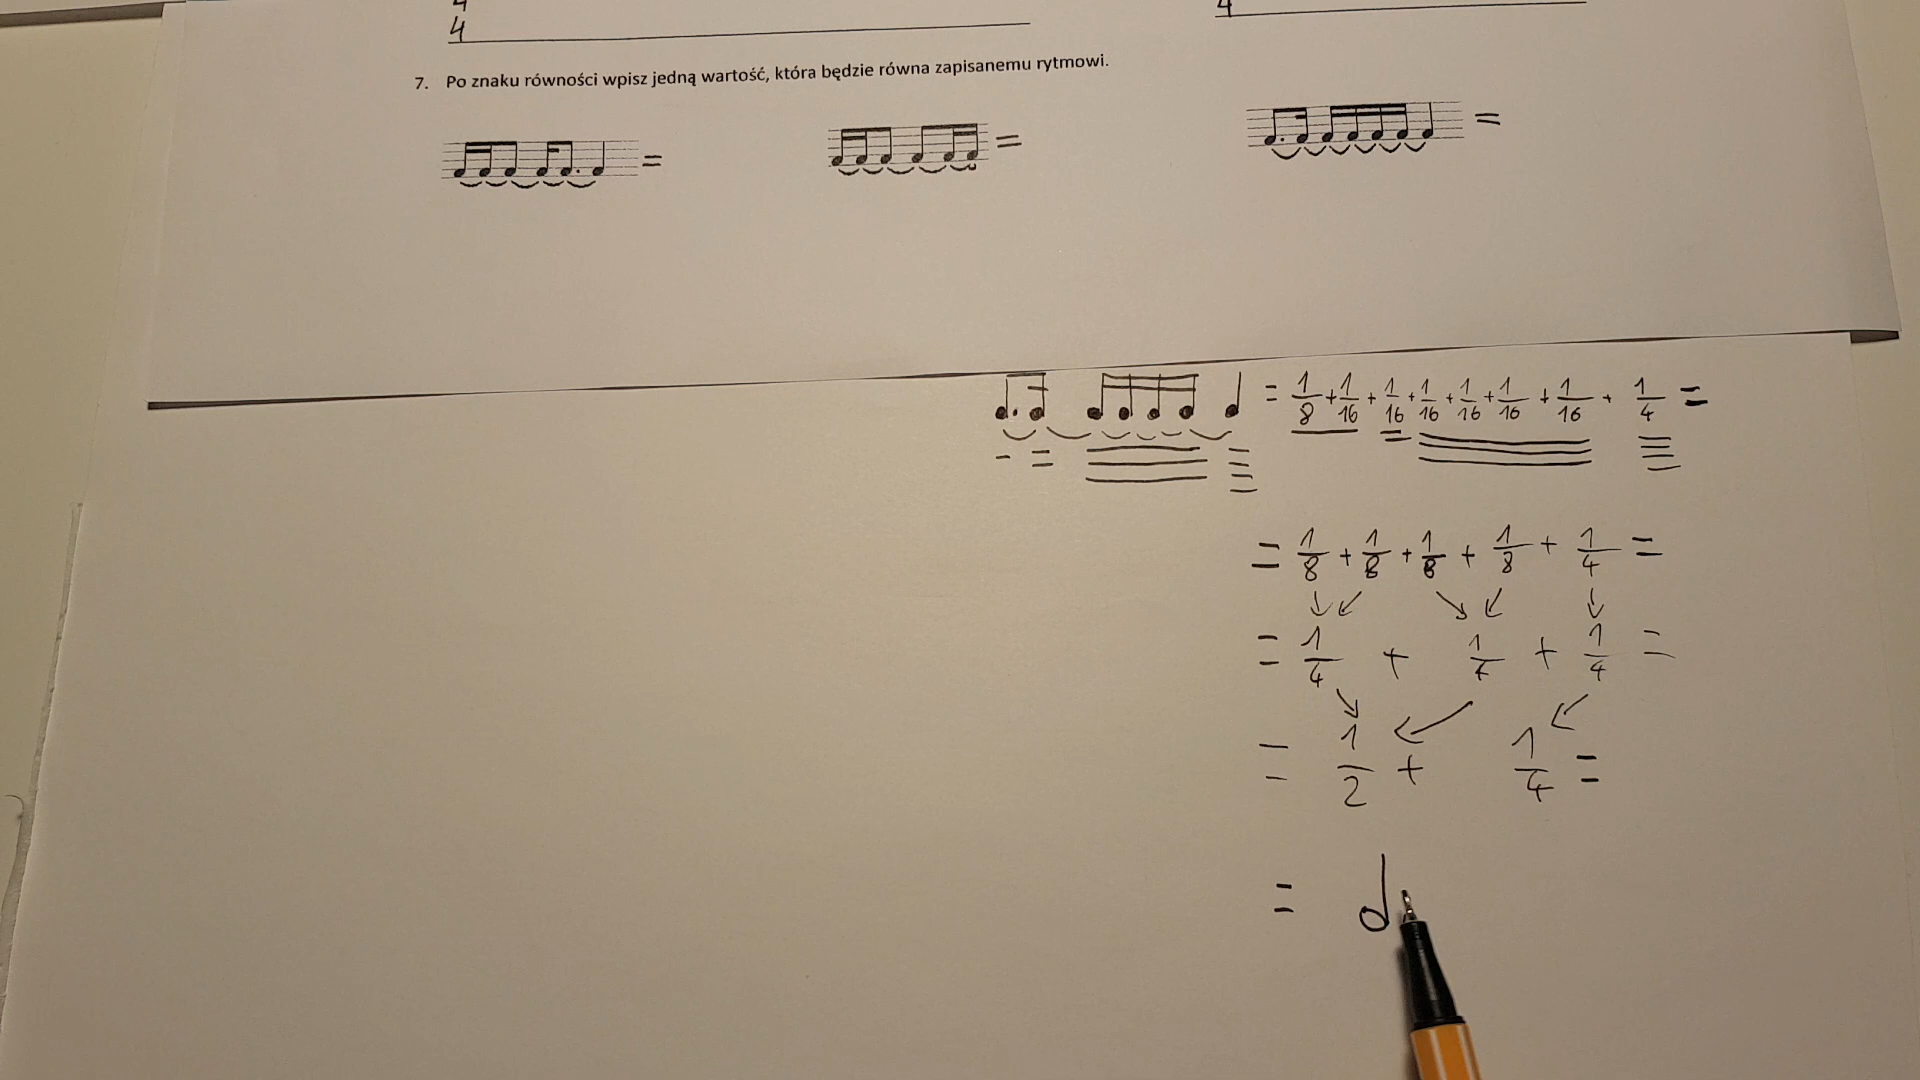 4
4
4
7. Po znaku równości wpisz jedną wartość, która będzie równa zapisanemu rytmowi.
=
=
=
= 1/8 + 1/16 + 1/16 + 1/16 + 1/16 + 1/16 + 1/16 + 1/4 =
= 1/8 + 1/8 + 1/8 + 1/8 + 1/4 =
= 1/4 + 1/4 + 1/4 =
= 1/2 + 1/4 =
=